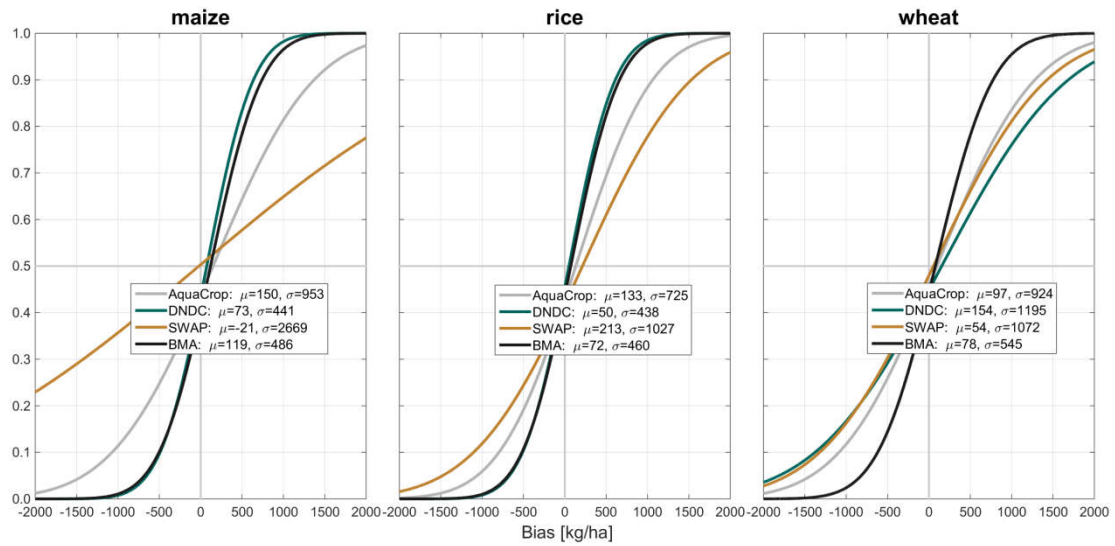 maize
rice
wheat
1.0
0.9
0.8
0.7
0.6
0.5
0.4
0.3
0.2
0.1
0.0
AquaCrop: μ=150, σ=953
DNDC: μ=73, σ=441
SWAP: μ=-21, σ=2669
BMA: μ=119, σ=486
AquaCrop: μ=133, σ=725
DNDC: μ=50, σ=438
SWAP: μ=213, σ=1027
BMA: μ=72, σ=460
AquaCrop: μ=97, σ=924
DNDC: μ=154, σ=1195
SWAP: μ=54, σ=1072
BMA: μ=78, σ=545
-2000 -1500 -1000 -500 0 500 1000 1500 2000
-2000 -1500 -1000 -500 0 500 1000 1500 2000
-2000 -1500 -1000 -500 0 500 1000 1500 2000
Bias [kg/ha]